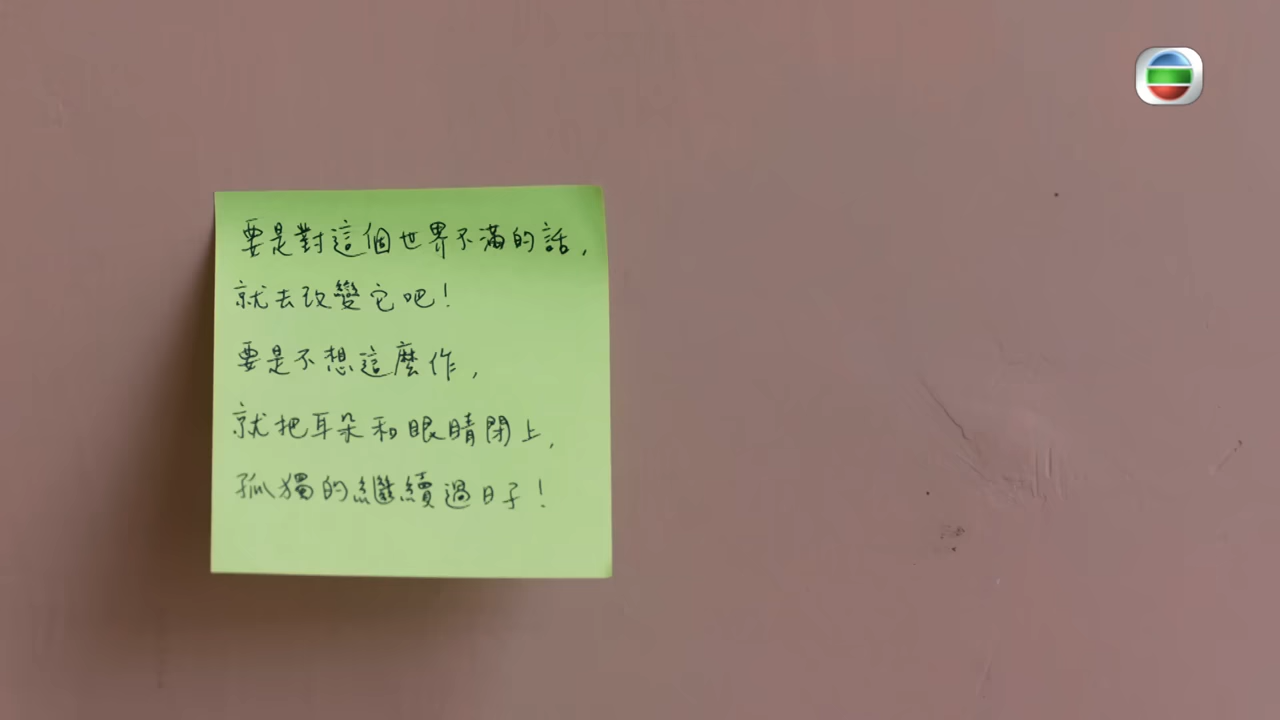 要是對這個世界不滿的話，
就去改變它吧！
要是不想這麼作，
就把耳朵和眼睛閉上，
孤獨的繼續過日子！